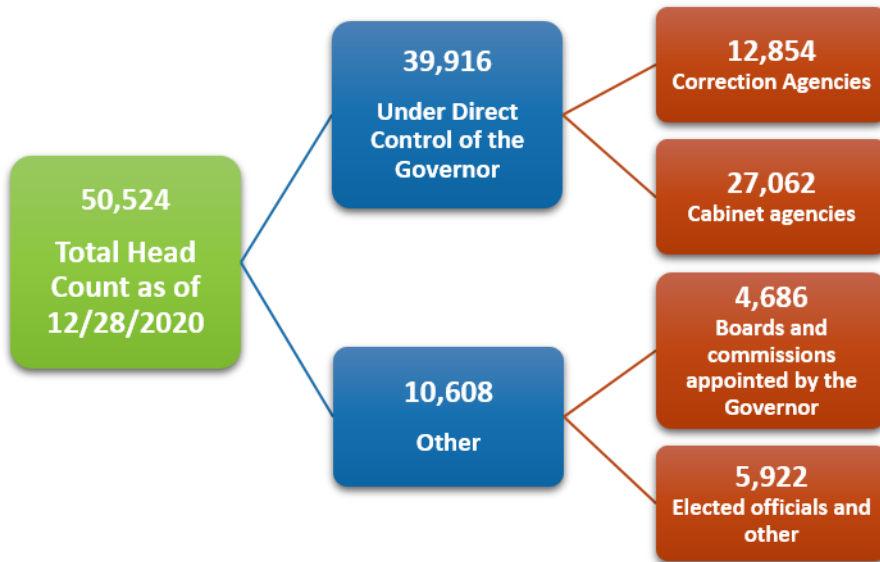 50,524
Total Head
Count as of
12/28/2020
39,916
Under Direct
Control of the
Governor
12,854
Correction Agencies
27,062
Cabinet agencies
10,608
Other
4,686
Boards and
commissions
appointed by the
Governor
5,922
Elected officials and
other